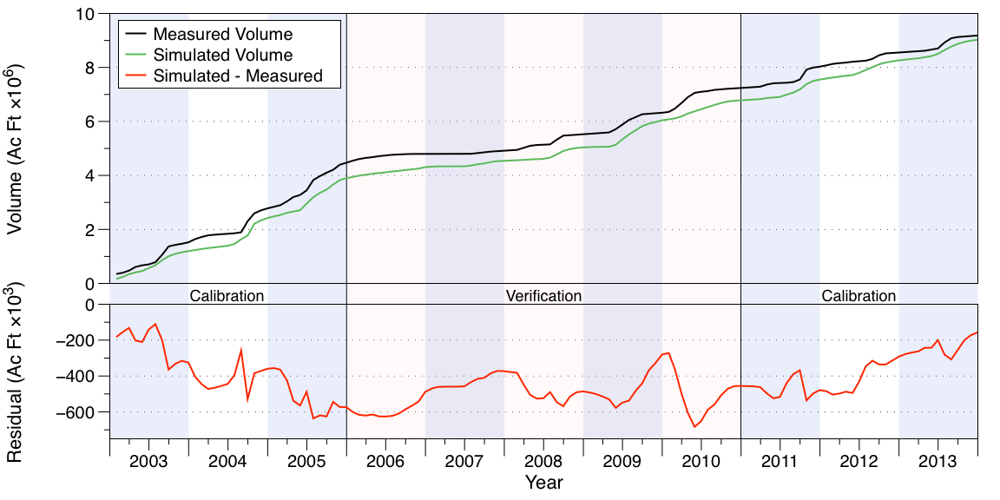 Volume (Ac Ft ×10⁶)
10
8
6
4
2
0
Measured Volume
Simulated Volume
Simulated - Measured
Calibration Verification Calibration
Residual (Ac Ft ×10³)
0
−200
−400
−600
2003 2004 2005 2006 2007 2008 2009 2010 2011 2012 2013
Year